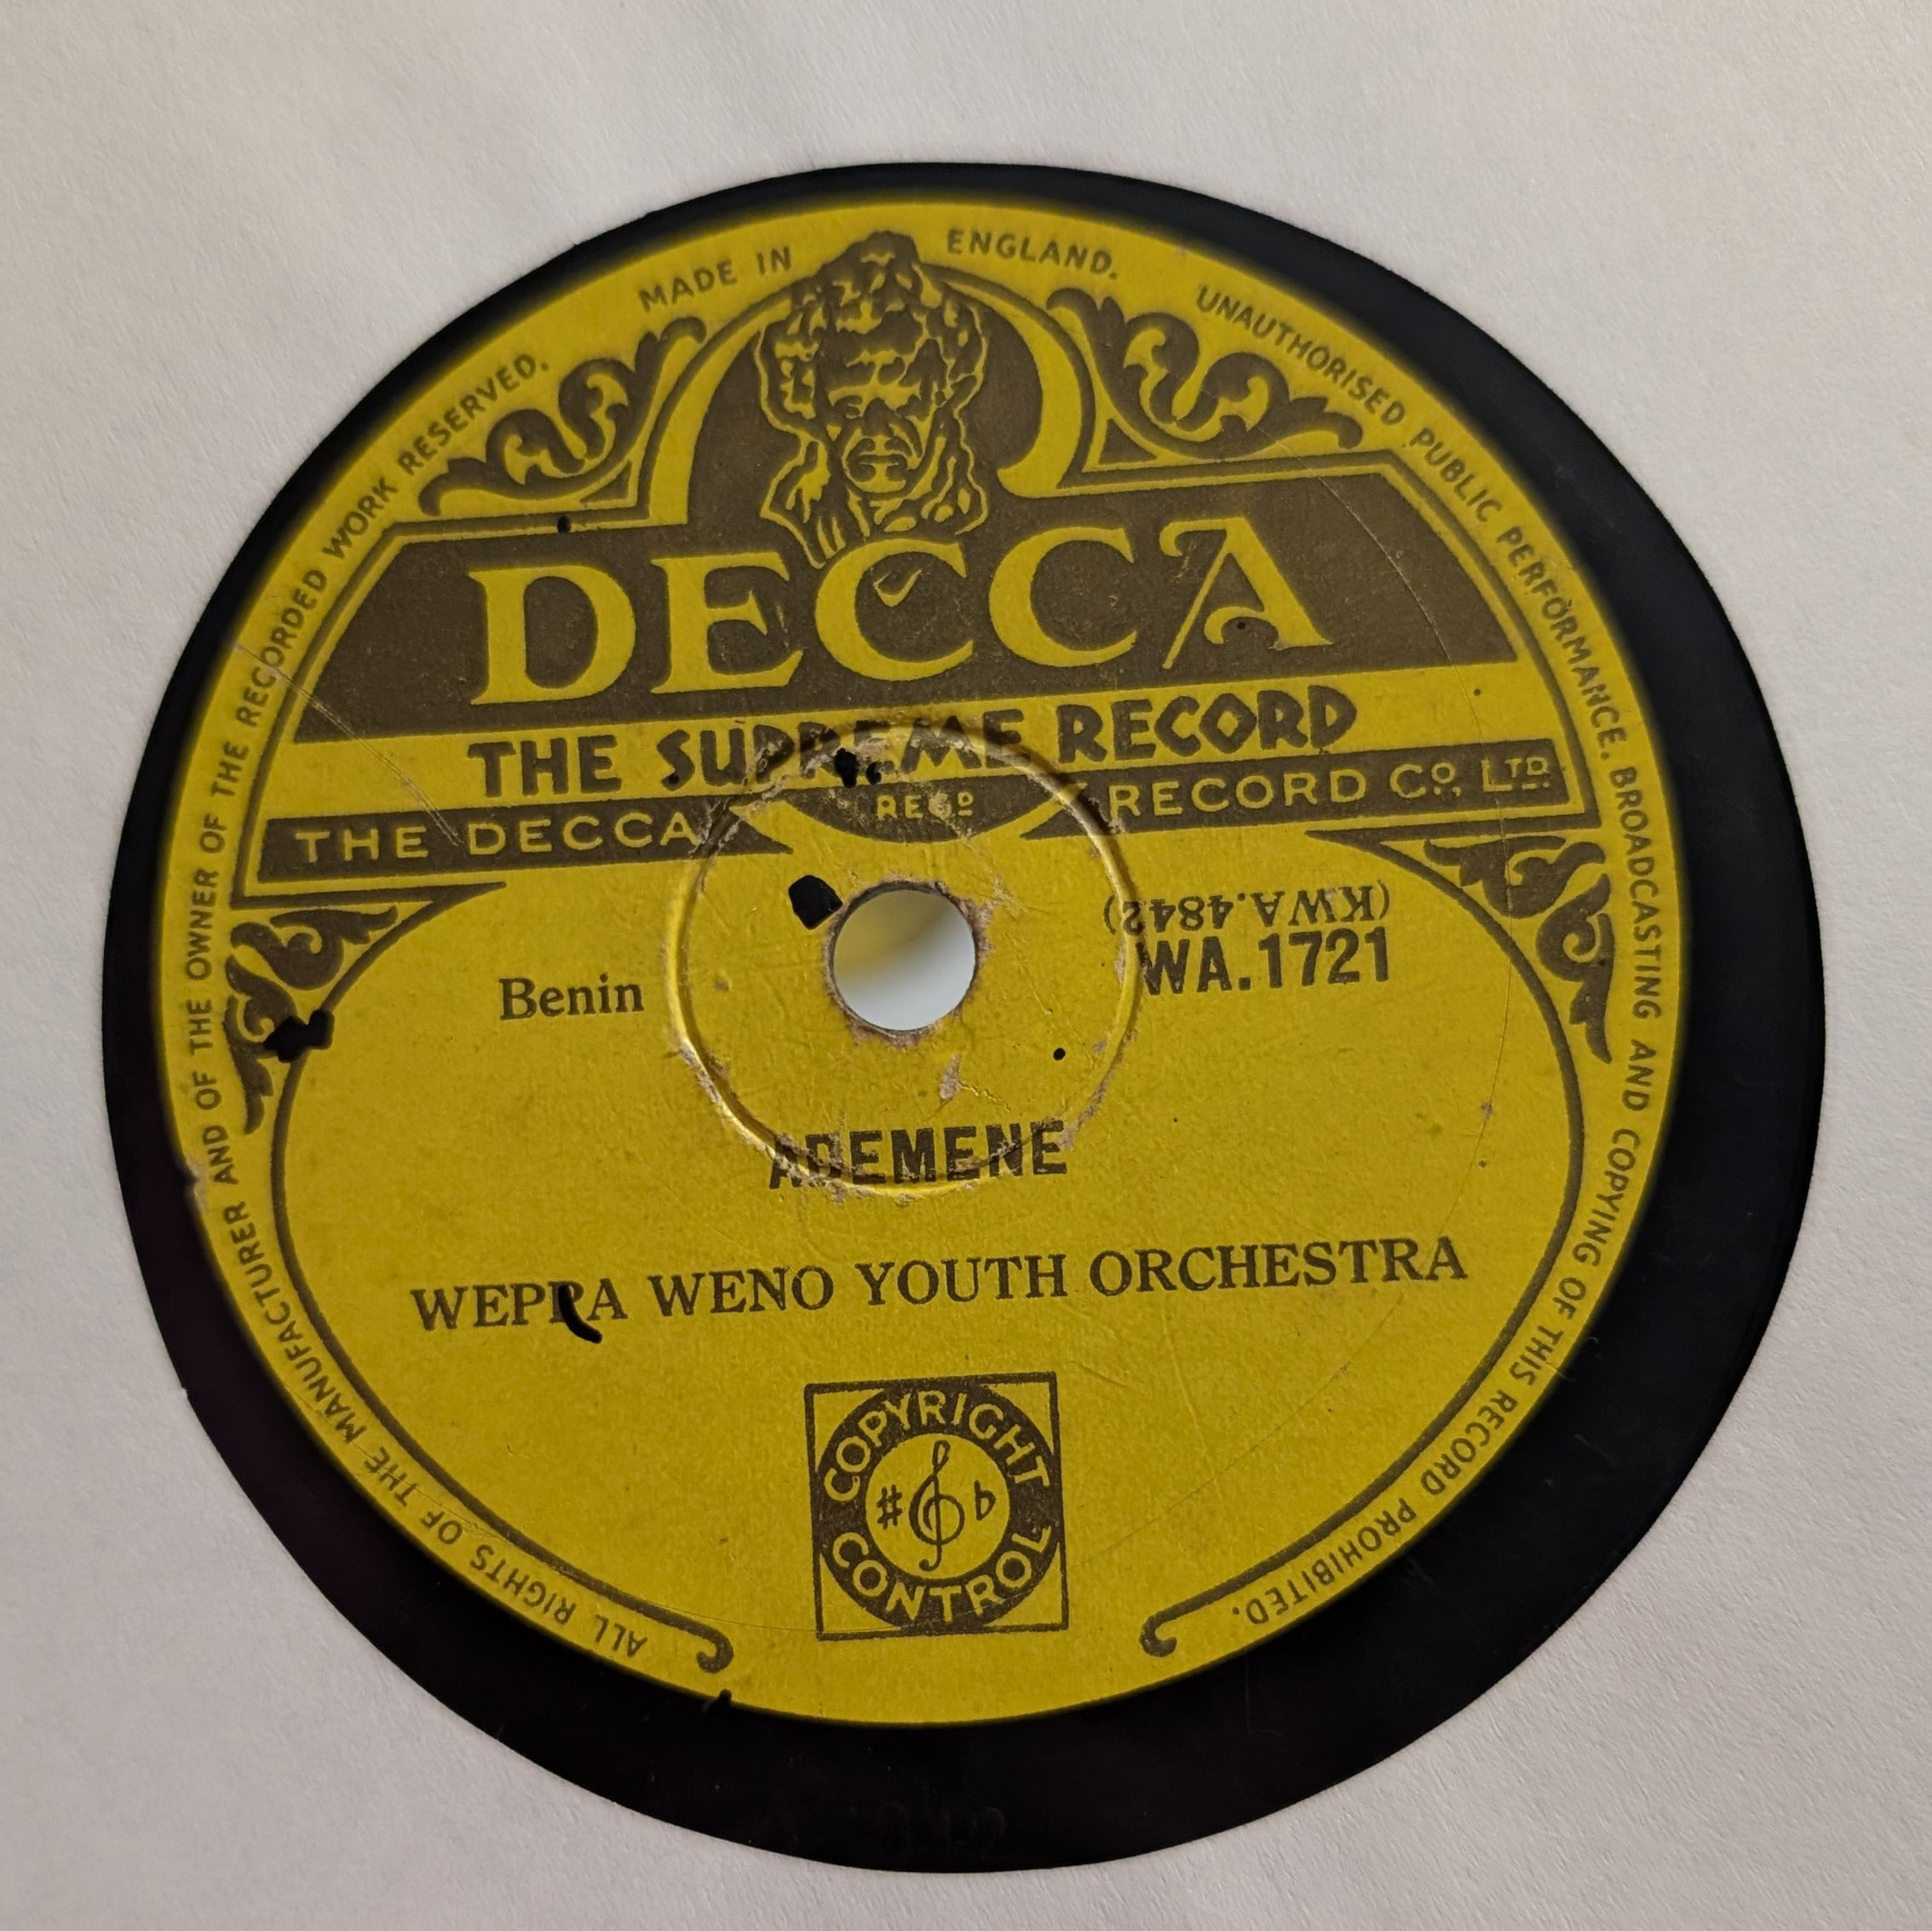 ALL RIGHTS OF THE MANUFACTURER AND OF THE OWNER OF THE RECORDED WORK RESERVED. MADE IN ENGLAND. UNAUTHORISED PUBLIC PERFORMANCE. BROADCASTING AND COPYING OF THIS RECORD PROHIBITED.
DECCA
THE SUPREME RECORD
THE DECCA REGD RECORD CO., LTD.
(KWA.4842)
Benin WA.1721
ADEMENE
WEPPA WENO YOUTH ORCHESTRA
COPYRIGHT
CONTROL